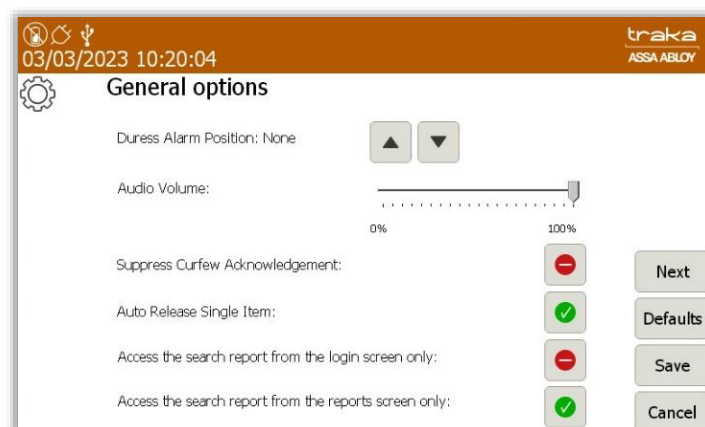 traka
03/03/2023 10:20:04
ASSA ABLOY
General options
Duress Alarm Position: None
Audio Volume:
0% 100%
Suppress Curfew Acknowledgement:
Next
Auto Release Single Item:
Defaults
Access the search report from the login screen only:
Save
Access the search report from the reports screen only:
Cancel